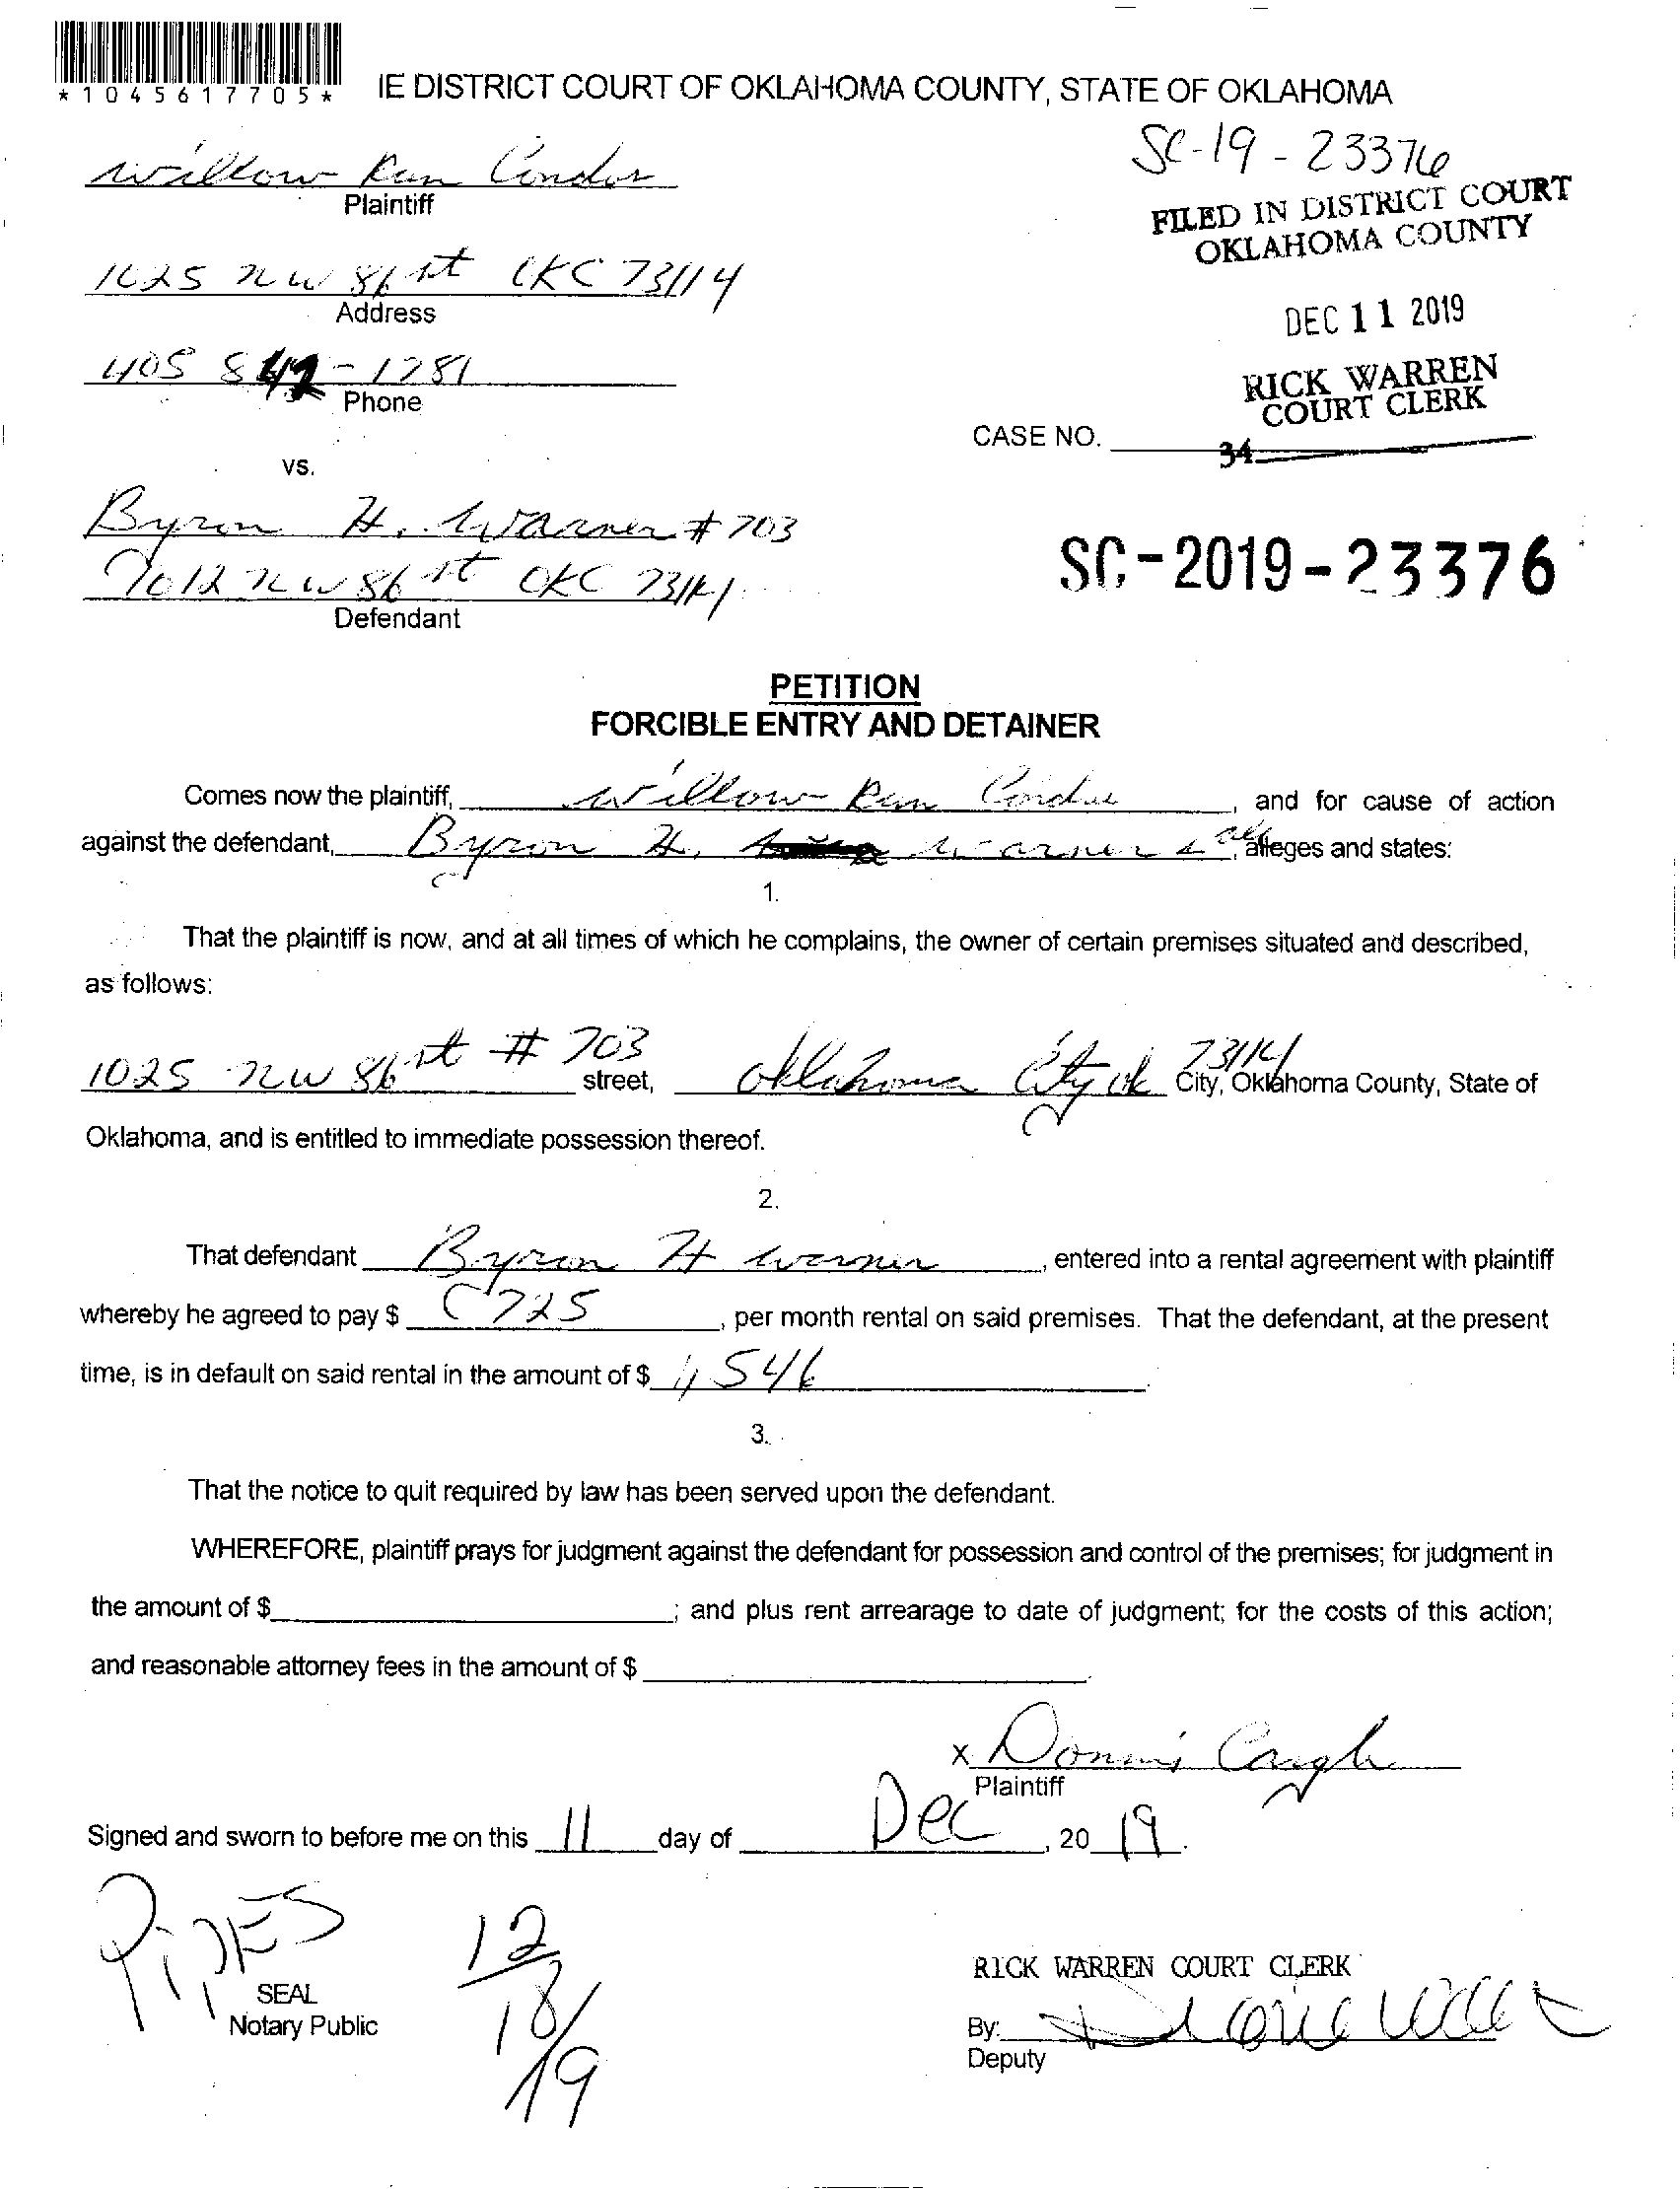 *1045617705*
IE DISTRICT COURT OF OKLAHOMA COUNTY, STATE OF OKLAHOMA
SC-19-23376
Willow Run Condos
Plaintiff
FILED IN DISTRICT COURT
OKLAHOMA COUNTY
1025 NW 86 st OKC 73114
Address
DEC 11 2019
405 842-1281
Phone
RICK WARREN
COURT CLERK
CASE NO.
34
vs.
Byron H. Warner #703
NW 86 st OKC 73114
Defendant
SC-2019-23376
PETITION
FORCIBLE ENTRY AND DETAINER
Comes now the plaintiff, Willow Run Condos, and for cause of action
against the defendant, Byron H. Warner & all, alleges and states:
1.
That the plaintiff is now, and at all times of which he complains, the owner of certain premises situated and described,
as follows:
1025 NW 86 st # 703 street, Oklahoma City ok 73114 City, Oklahoma County, State of
Oklahoma, and is entitled to immediate possession thereof.
2.
That defendant Byron H Warner, entered into a rental agreement with plaintiff
whereby he agreed to pay $ 725, per month rental on said premises. That the defendant, at the present
time, is in default on said rental in the amount of $ 1,546.
3.
That the notice to quit required by law has been served upon the defendant.
WHEREFORE, plaintiff prays for judgment against the defendant for possession and control of the premises; for judgment in
the amount of $ ; and plus rent arrearage to date of judgment; for the costs of this action;
and reasonable attorney fees in the amount of $ .
x
Plaintiff
Signed and sworn to before me on this 11 day of Dec, 2019.
12/18/19
RICK WARREN COURT CLERK
SEAL
Notary Public
By:
Deputy